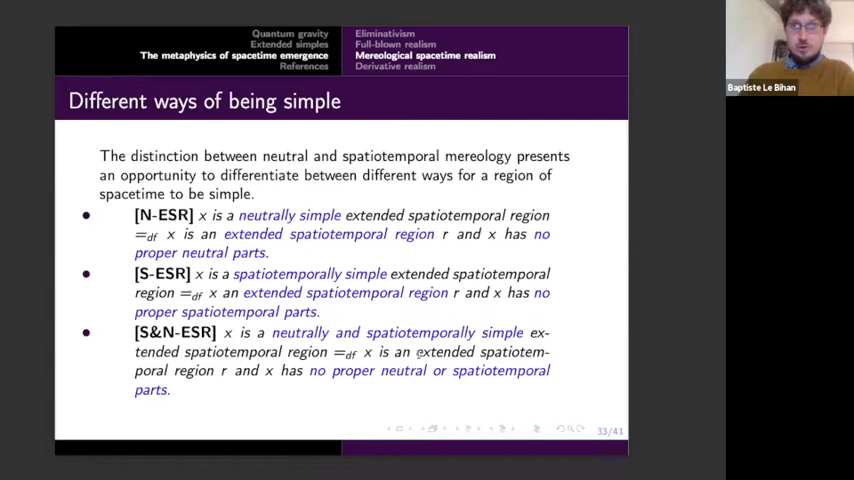 Quantum gravity
Extended simples
The metaphysics of spacetime emergence
References
Eliminativism
Full-blown realism
Mereological spacetime realism
Derivative realism
Different ways of being simple
The distinction between neutral and spatiotemporal mereology presents
an opportunity to differentiate between different ways for a region of
spacetime to be simple.
• [N-ESR] x is a neutrally simple extended spatiotemporal region
=df x is an extended spatiotemporal region r and x has no
proper neutral parts.
• [S-ESR] x is a spatiotemporally simple extended spatiotemporal
region =df x an extended spatiotemporal region r and x has no
proper spatiotemporal parts.
• [S&N-ESR] x is a neutrally and spatiotemporally simple ex-
tended spatiotemporal region =df x is an extended spatiotem-
poral region r and x has no proper neutral or spatiotemporal
parts.
33/41
Baptiste Le Bihan